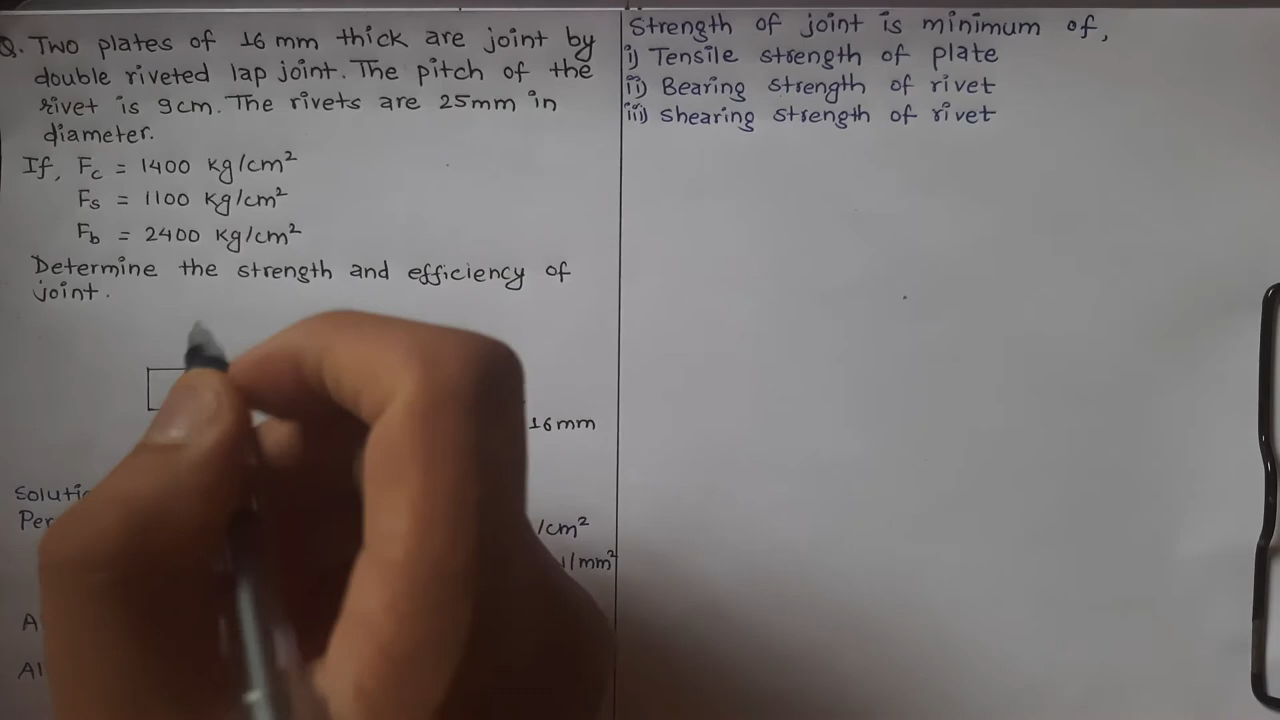 Q. Two plates of 16 mm thick are joint by
double riveted lap joint. The pitch of the
rivet is 9cm. The rivets are 25mm in
diameter.
If, Fc = 1400 kg/cm²
Fs = 1100 kg/cm²
Fb = 2400 kg/cm²
Determine the strength and efficiency of
joint.
16mm
/cm²
/mm²
Strength of joint is minimum of,
i) Tensile strength of plate
ii) Bearing strength of rivet
iii) shearing strength of rivet